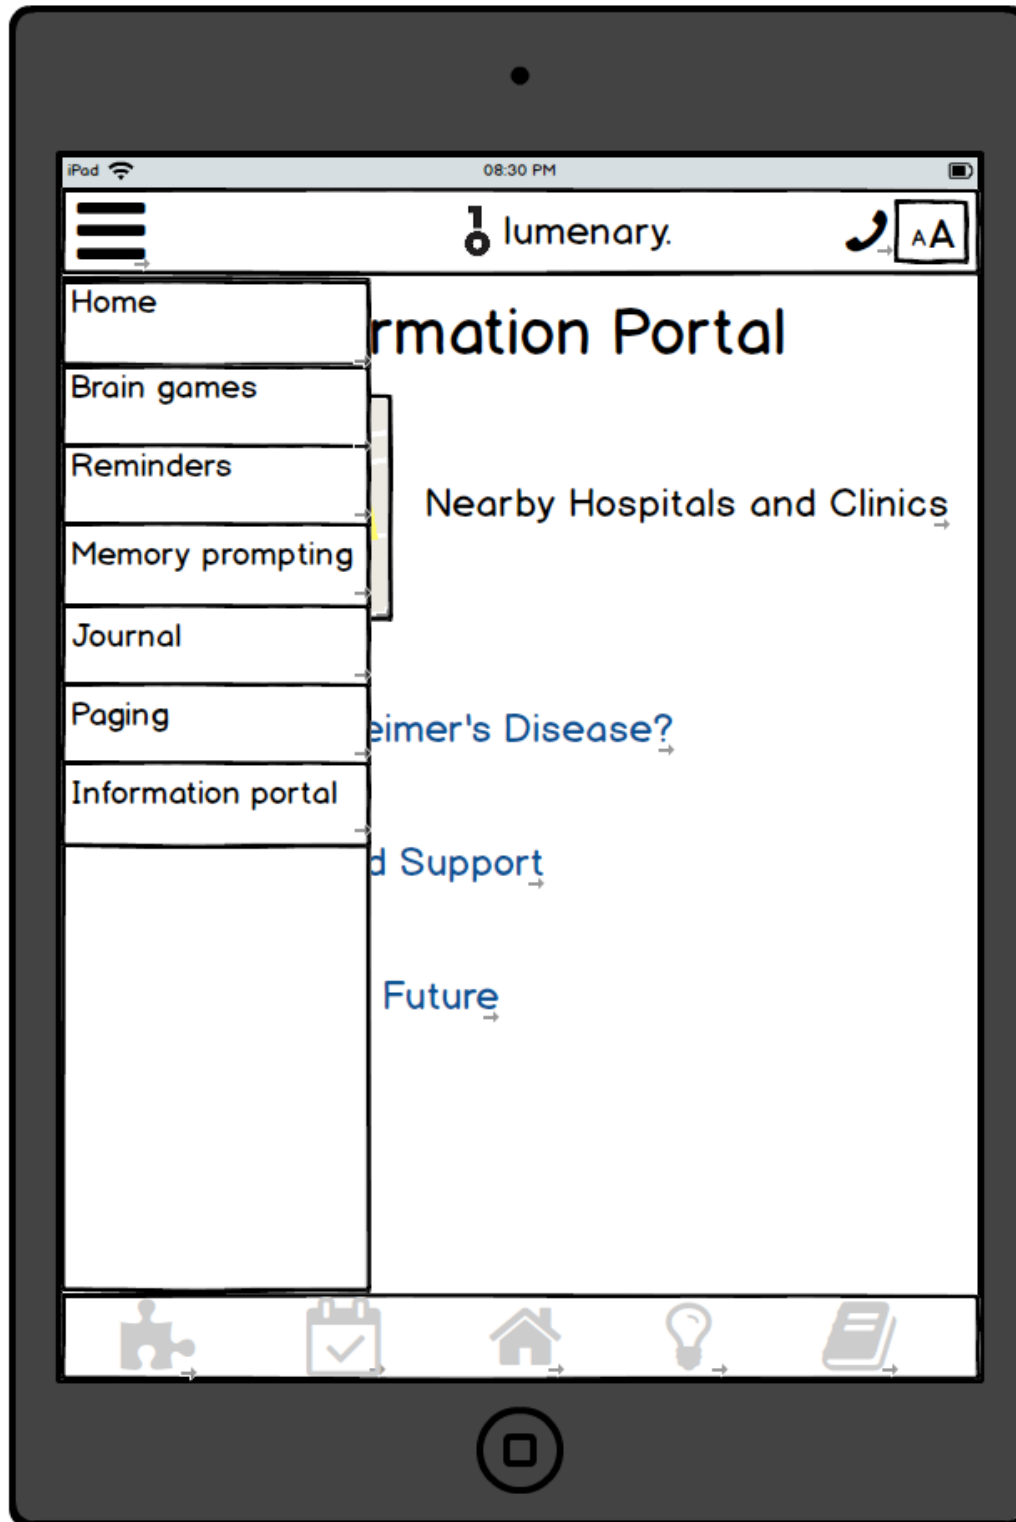 iPad
08:30 PM
lumenary.
AA
Home
rmation Portal
Brain games
Reminders
Nearby Hospitals and Clinics
Memory prompting
Journal
Paging
eimer's Disease?
Information portal
d Support
Future